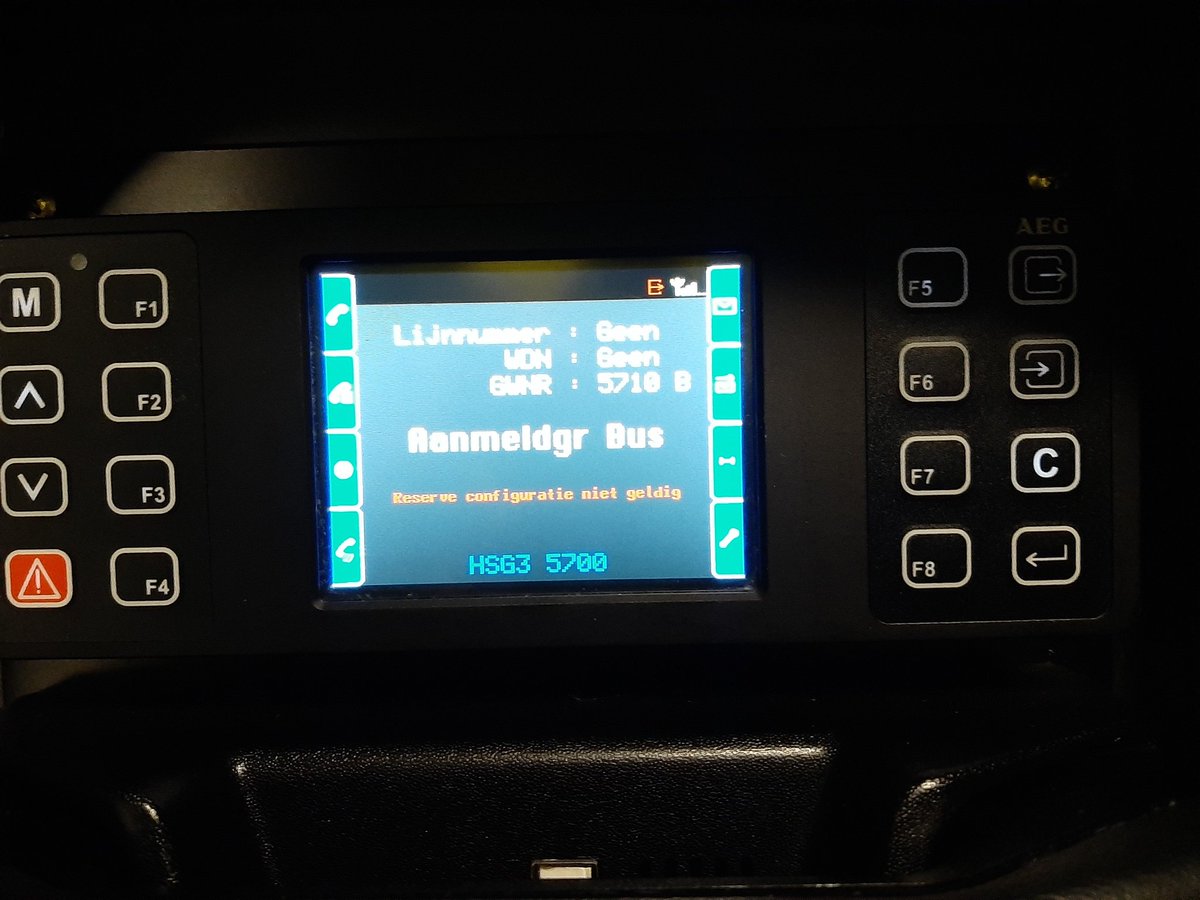 AEG
M
F1
F2
F3
F4
Lijnnummer : Geen
WDN : Geen
GWNR : 5710 B
Aanmeldgr Bus
Reserve configuratie niet geldig
HSG3 5700
F5
F6
F7
C
F8